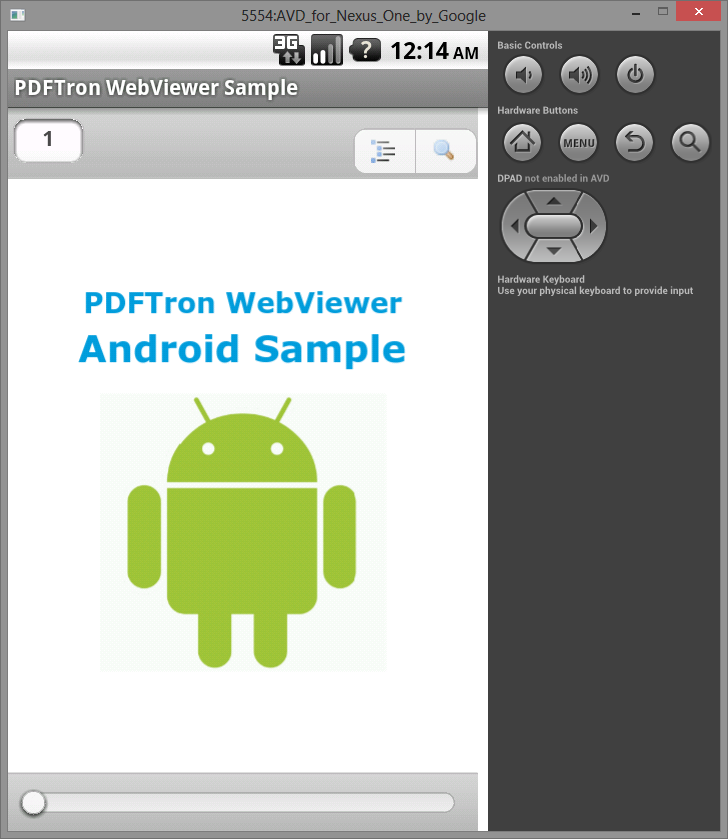 5554:AVD_for_Nexus_One_by_Google
3G ? 12:14 AM
PDFTron WebViewer Sample
1
PDFTron WebViewer
Android Sample
Basic Controls
Hardware Buttons
MENU
DPAD not enabled in AVD
Hardware Keyboard
Use your physical keyboard to provide input